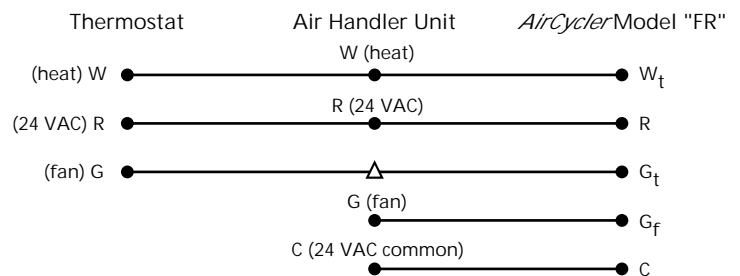 Thermostat Air Handler Unit AirCycler Model "FR"
W (heat)
(heat) W Wt
R (24 VAC)
(24 VAC) R R
(fan) G Gt
G (fan)
Gf
C (24 VAC common)
C